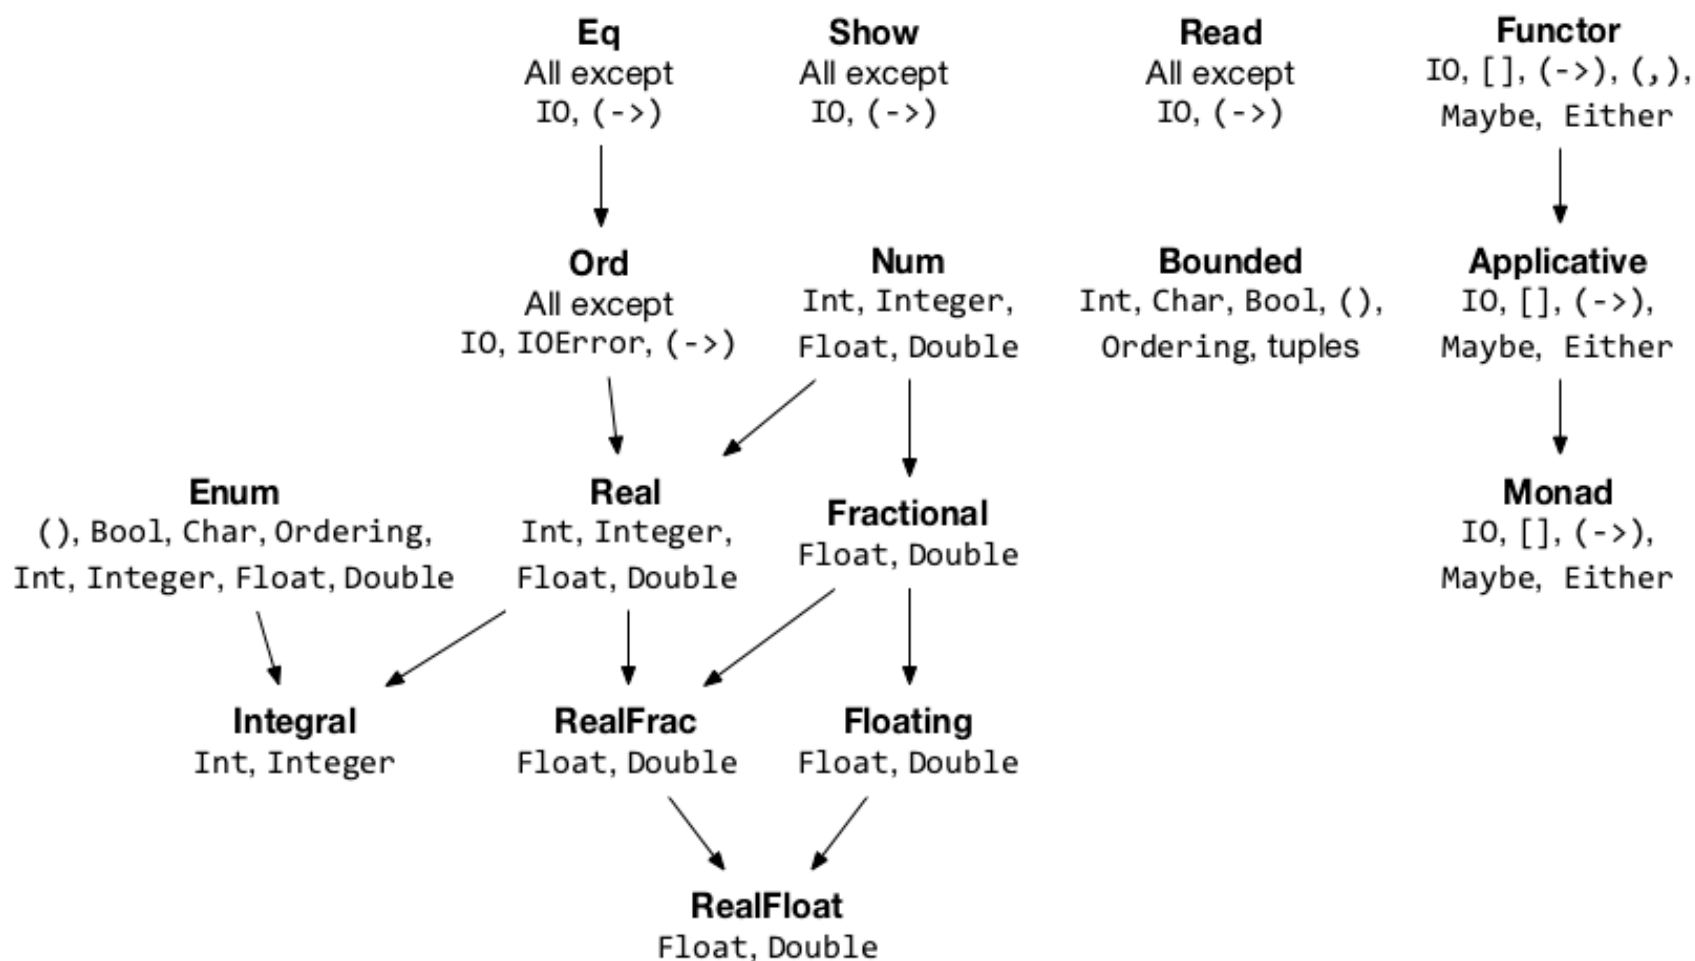 Eq
All except
IO, (->)
Show
All except
IO, (->)
Read
All except
IO, (->)
Functor
IO, [], (->), (,),
Maybe, Either
Ord
All except
IO, IOError, (->)
Num
Int, Integer,
Float, Double
Bounded
Int, Char, Bool, (),
Ordering, tuples
Applicative
IO, [], (->),
Maybe, Either
Enum
(), Bool, Char, Ordering,
Int, Integer, Float, Double
Real
Int, Integer,
Float, Double
Fractional
Float, Double
Monad
IO, [], (->),
Maybe, Either
Integral
Int, Integer
RealFrac
Float, Double
Floating
Float, Double
RealFloat
Float, Double